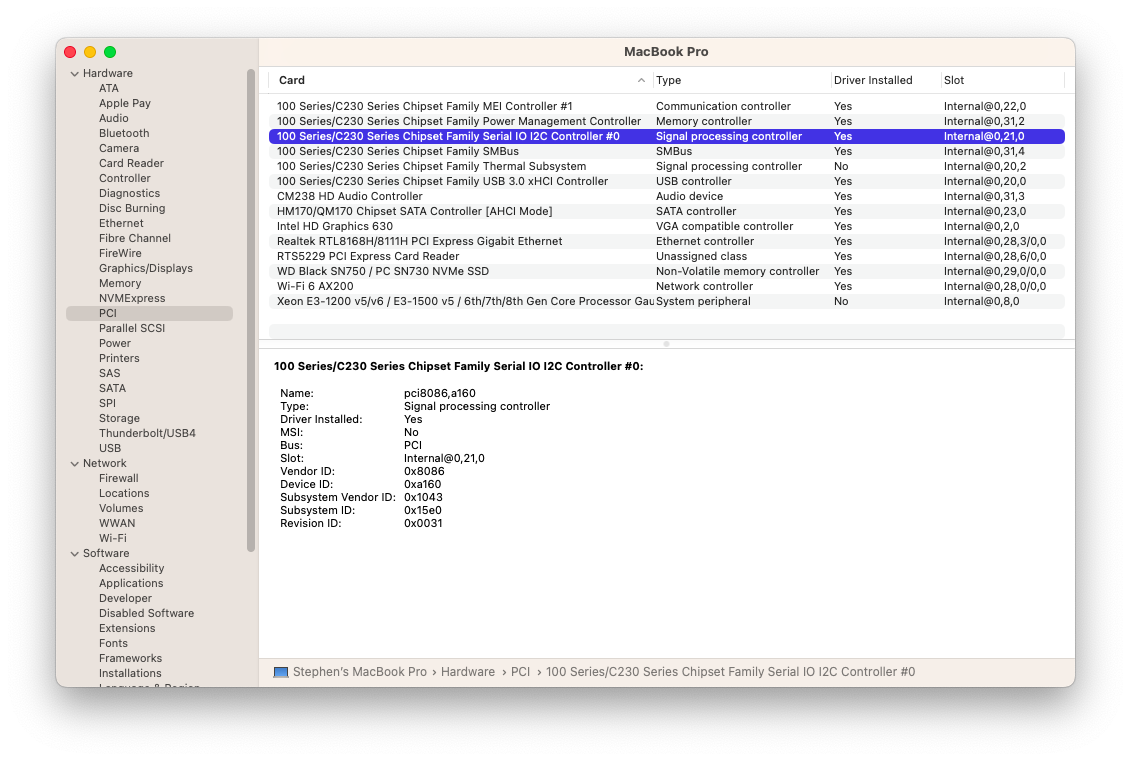 MacBook Pro
Hardware
ATA
Apple Pay
Audio
Bluetooth
Camera
Card Reader
Controller
Diagnostics
Disc Burning
Ethernet
Fibre Channel
FireWire
Graphics/Displays
Memory
NVMExpress
PCI
Parallel SCSI
Power
Printers
SAS
SATA
SPI
Storage
Thunderbolt/USB4
USB
Network
Firewall
Locations
Volumes
WWAN
Wi-Fi
Software
Accessibility
Applications
Developer
Disabled Software
Extensions
Fonts
Frameworks
Installations
Language & Region
Card Type Driver Installed Slot
100 Series/C230 Series Chipset Family MEI Controller #1 Communication controller Yes Internal@0,22,0
100 Series/C230 Series Chipset Family Power Management Controller Memory controller Yes Internal@0,31,2
100 Series/C230 Series Chipset Family Serial IO I2C Controller #0 Signal processing controller Yes Internal@0,21,0
100 Series/C230 Series Chipset Family SMBus SMBus Yes Internal@0,31,4
100 Series/C230 Series Chipset Family Thermal Subsystem Signal processing controller No Internal@0,20,2
100 Series/C230 Series Chipset Family USB 3.0 xHCI Controller USB controller Yes Internal@0,20,0
CM238 HD Audio Controller Audio device Yes Internal@0,31,3
HM170/QM170 Chipset SATA Controller [AHCI Mode] SATA controller Yes Internal@0,23,0
Intel HD Graphics 630 VGA compatible controller Yes Internal@0,2,0
Realtek RTL8168H/8111H PCI Express Gigabit Ethernet Ethernet controller Yes Internal@0,28,3/0,0
RTS5229 PCI Express Card Reader Unassigned class Yes Internal@0,28,6/0,0
WD Black SN750 / PC SN730 NVMe SSD Non-Volatile memory controller Yes Internal@0,29,0/0,0
Wi-Fi 6 AX200 Network controller Yes Internal@0,28,0/0,0
Xeon E3-1200 v5/v6 / E3-1500 v5 / 6th/7th/8th Gen Core Processor Gau System peripheral No Internal@0,8,0
100 Series/C230 Series Chipset Family Serial IO I2C Controller #0:
Name: pci8086,a160
Type: Signal processing controller
Driver Installed: Yes
MSI: No
Bus: PCI
Slot: Internal@0,21,0
Vendor ID: 0x8086
Device ID: 0xa160
Subsystem Vendor ID: 0x1043
Subsystem ID: 0x15e0
Revision ID: 0x0031
Stephen's MacBook Pro › Hardware › PCI › 100 Series/C230 Series Chipset Family Serial IO I2C Controller #0